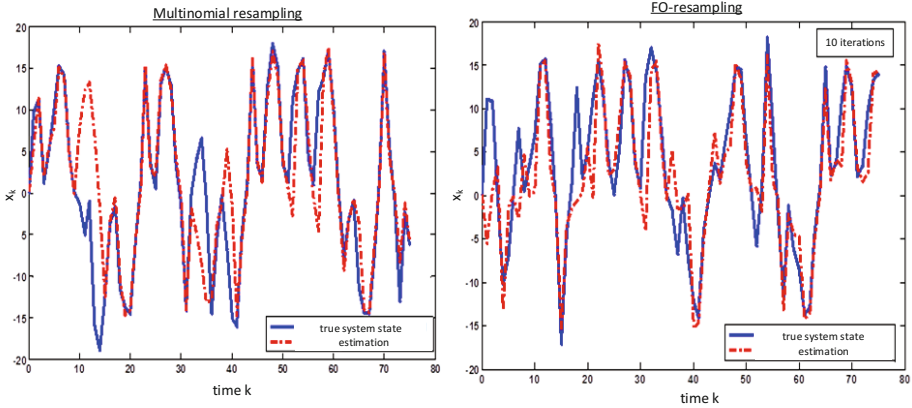 Multinomial resampling
20
15
10
5
0
-5
-10
-15
-20
x_k
0 10 20 30 40 50 60 70 80
time k
true system state
estimation
FO-resampling
10 iterations
20
15
10
5
0
-5
-10
-15
-20
x_k
0 10 20 30 40 50 60 70 80
time k
true system state
estimation